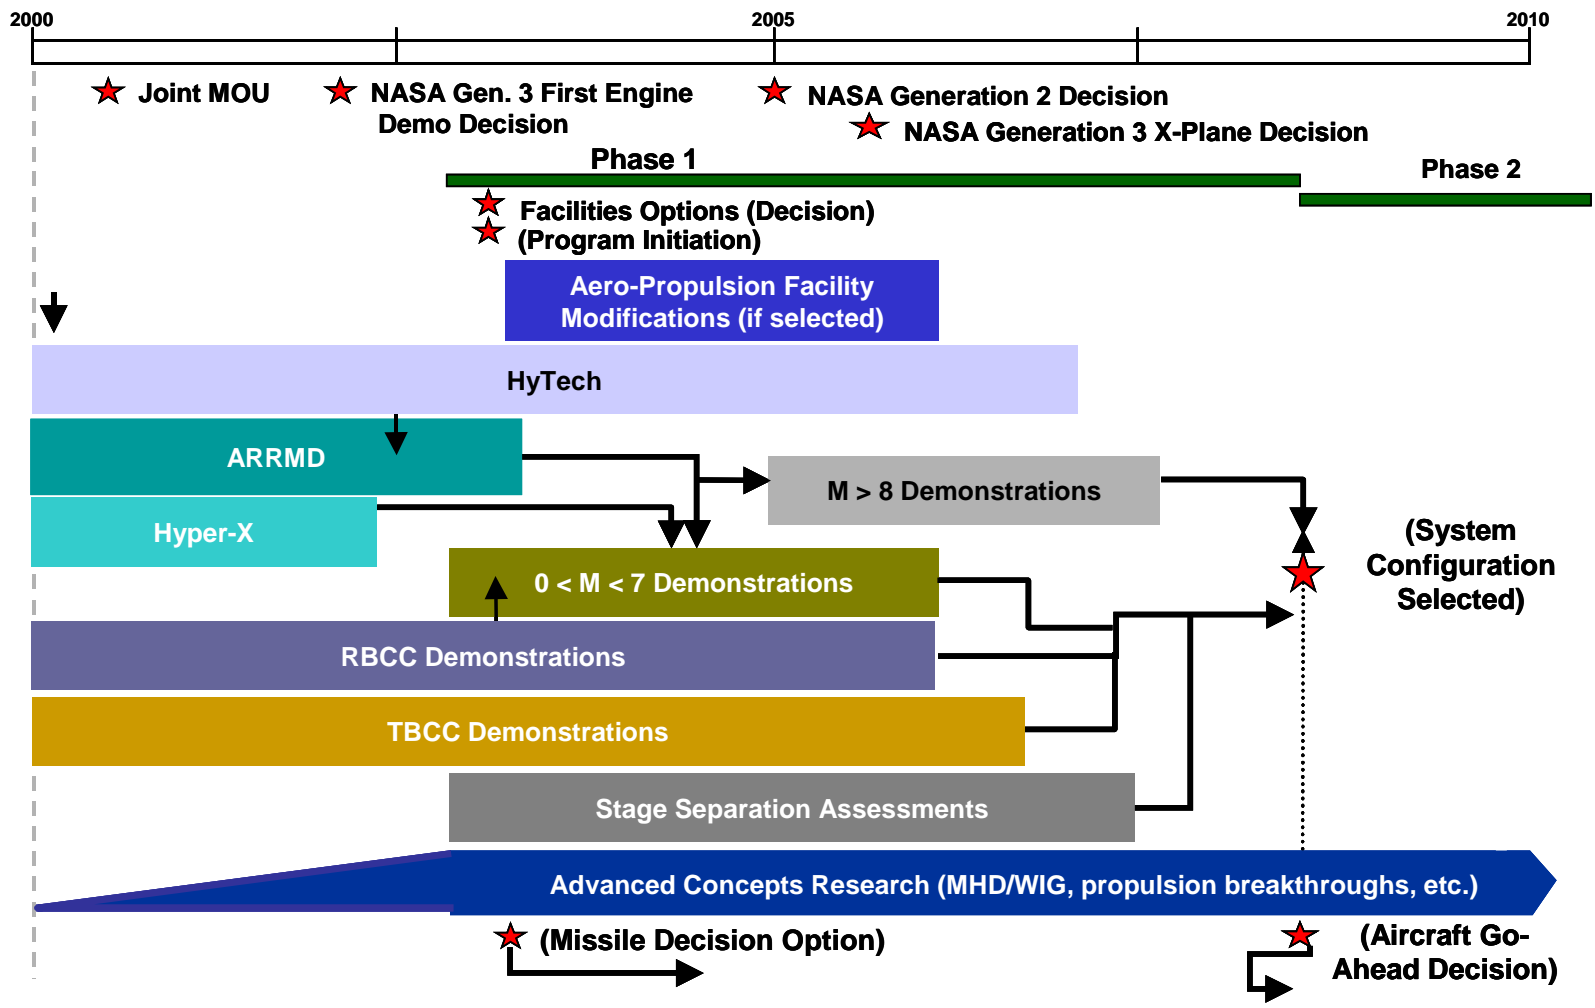 2000 2005 2010
Joint MOU
NASA Gen. 3 First Engine
Demo Decision
NASA Generation 2 Decision
NASA Generation 3 X-Plane Decision
Phase 1
Phase 2
Facilities Options (Decision)
(Program Initiation)
Aero-Propulsion Facility
Modifications (if selected)
HyTech
ARRMD
M > 8 Demonstrations
Hyper-X
(System
Configuration
Selected)
0 < M < 7 Demonstrations
RBCC Demonstrations
TBCC Demonstrations
Stage Separation Assessments
Advanced Concepts Research (MHD/WIG, propulsion breakthroughs, etc.)
(Missile Decision Option)
(Aircraft Go-
Ahead Decision)